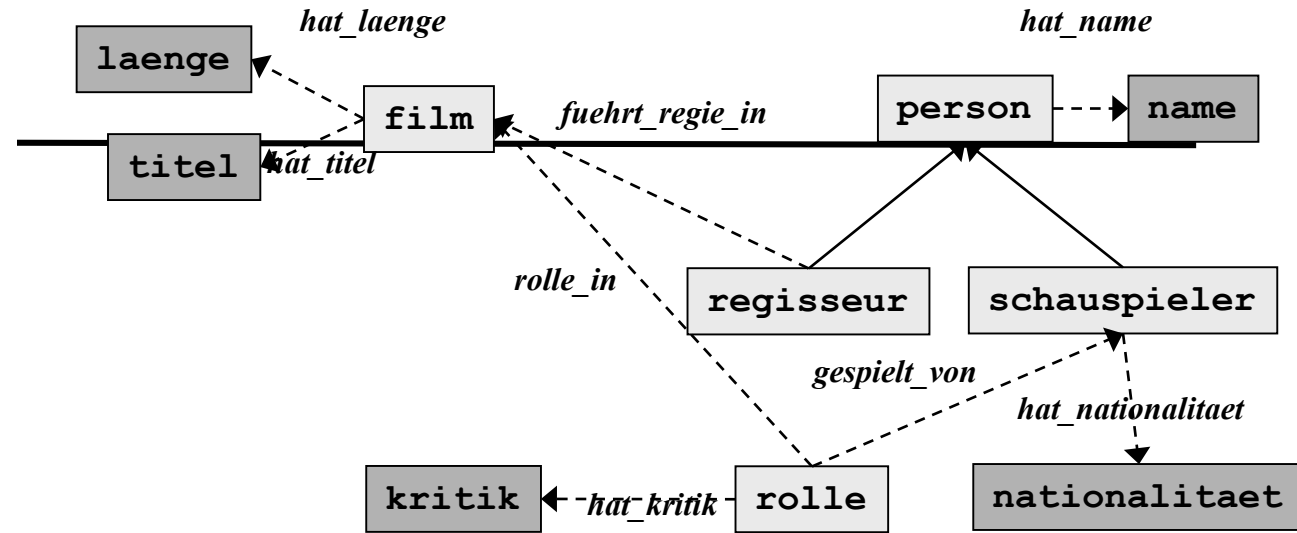 hat_laenge
hat_name
laenge
film
fuehrt_regie_in
person
name
titel
hat_titel
rolle_in
regisseur
schauspieler
gespielt_von
hat_nationalitaet
kritik
hat_kritik
rolle
nationalitaet